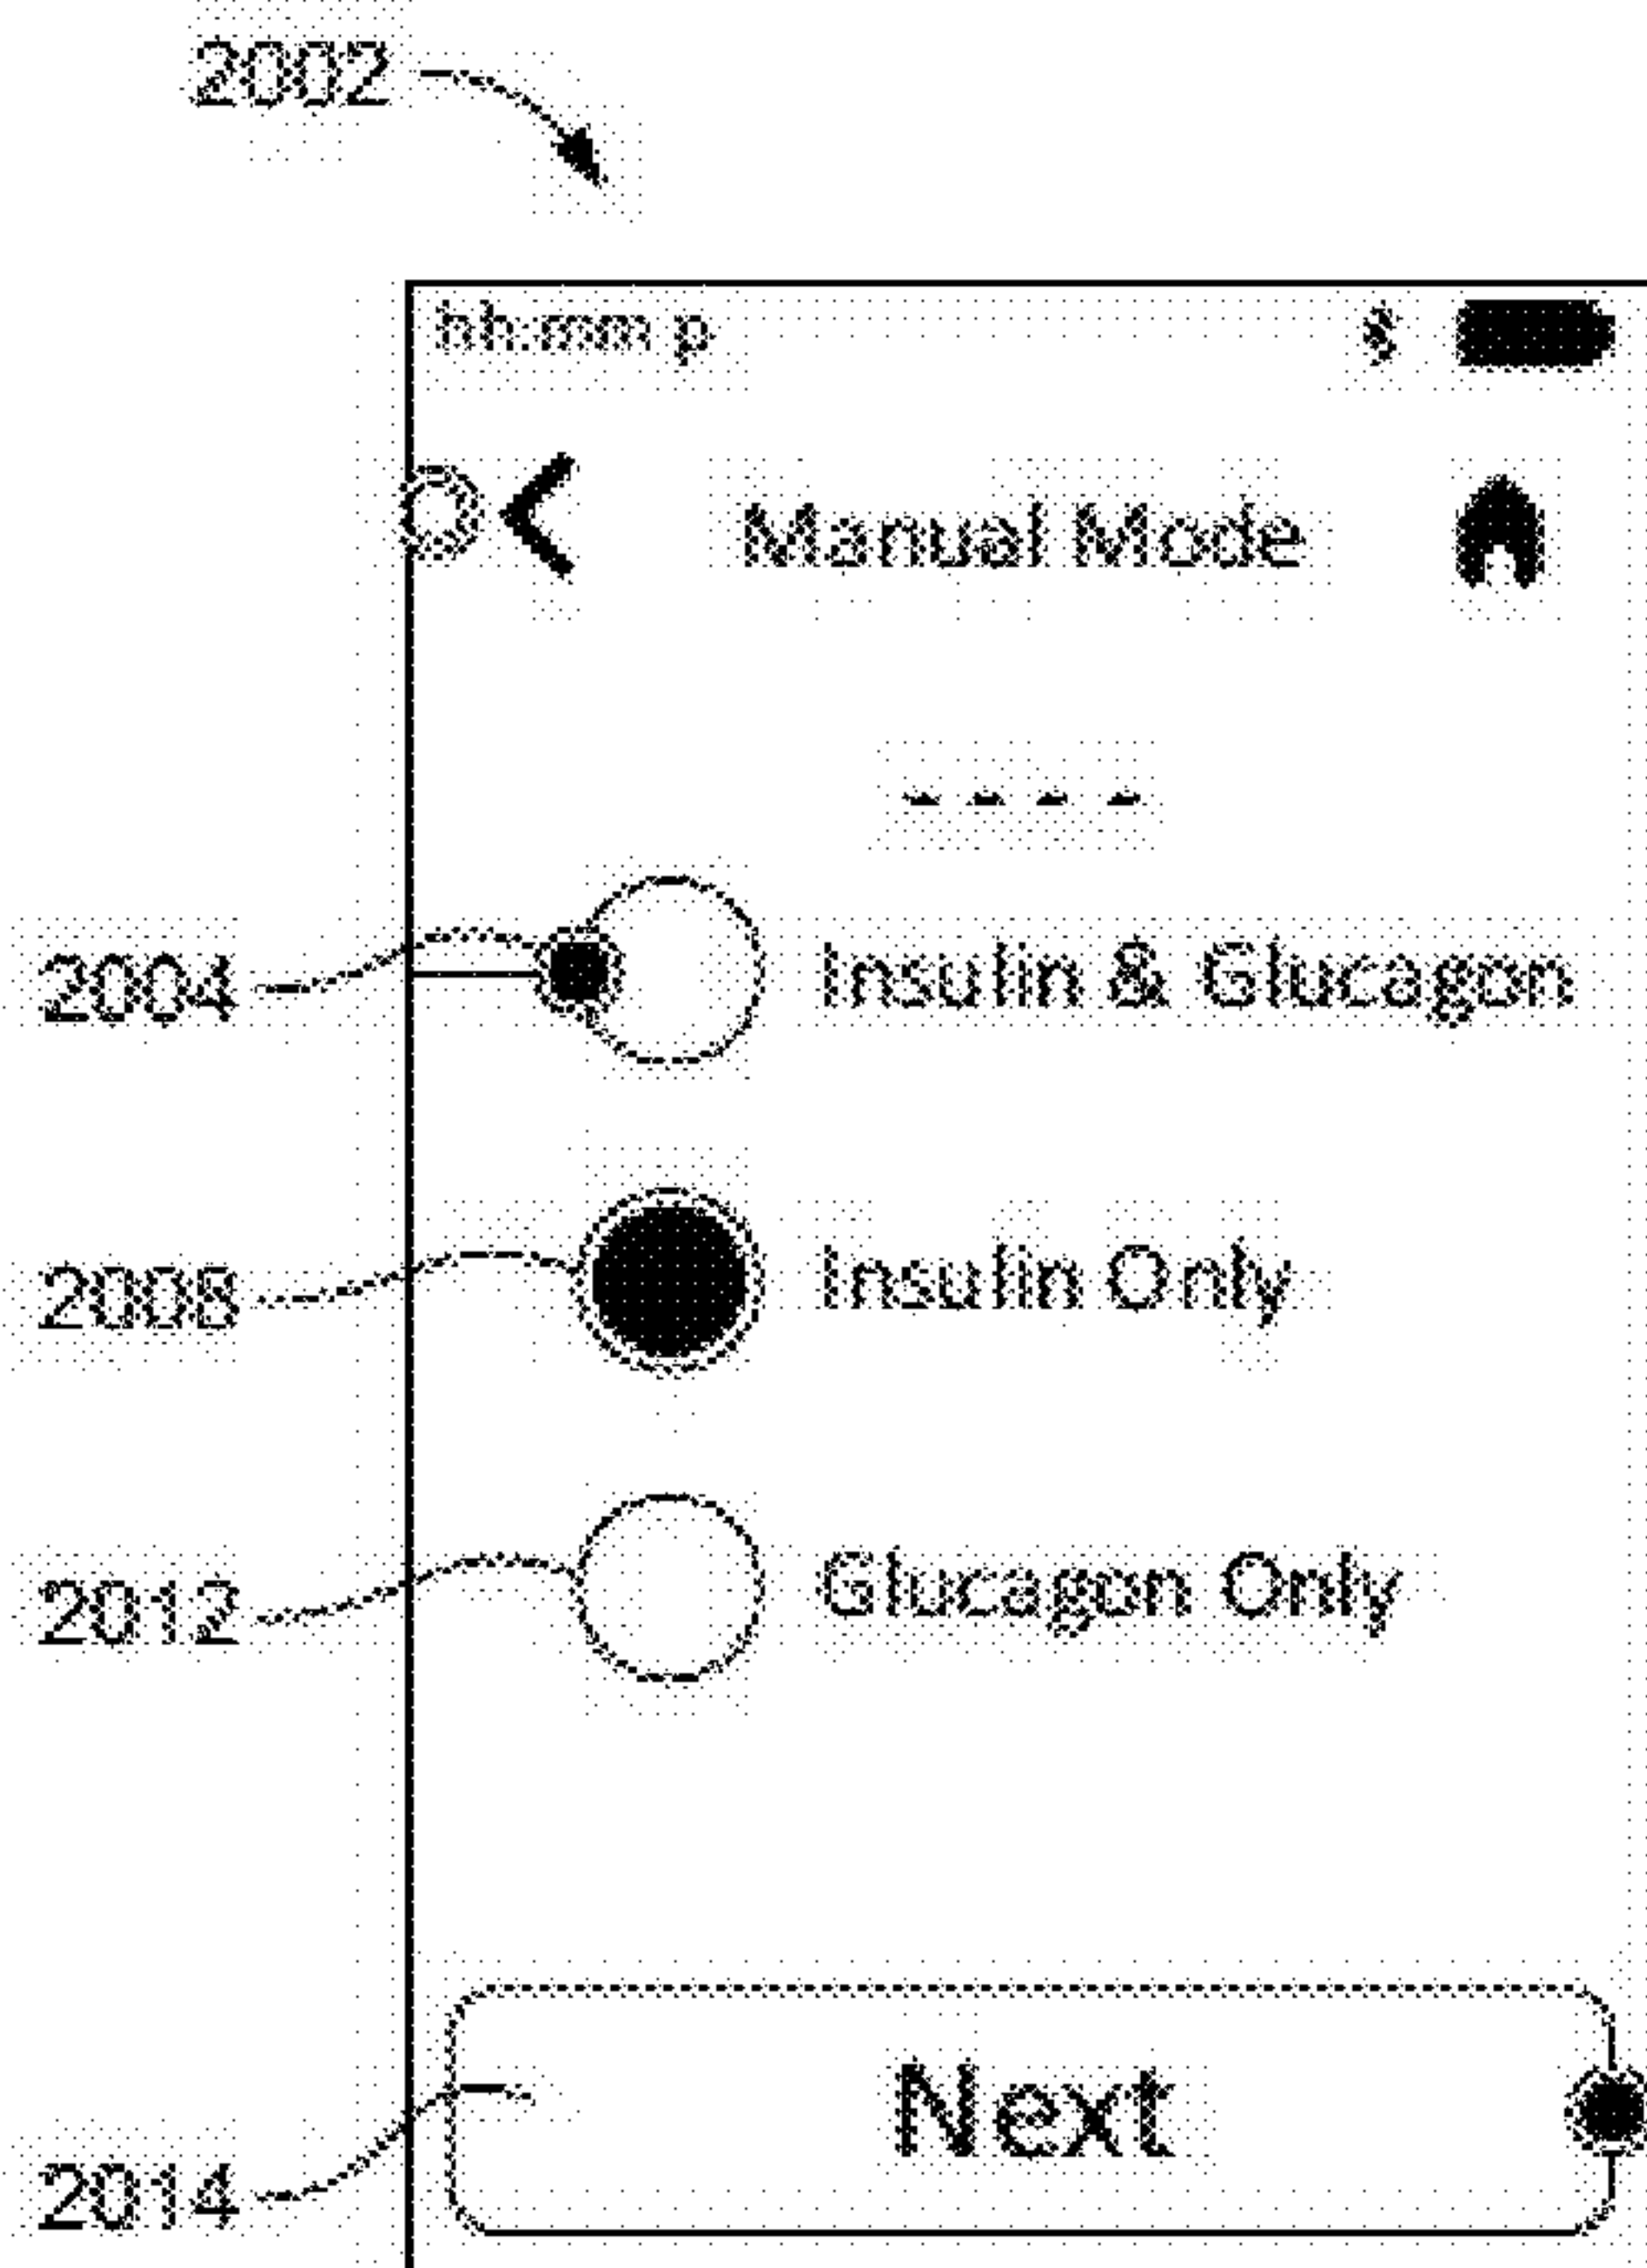 2002
hh:mm p
Manual Mode
- - - -
2004 Insulin & Glucagon
2008 Insulin Only
2012 Glucagon Only
Next
2014